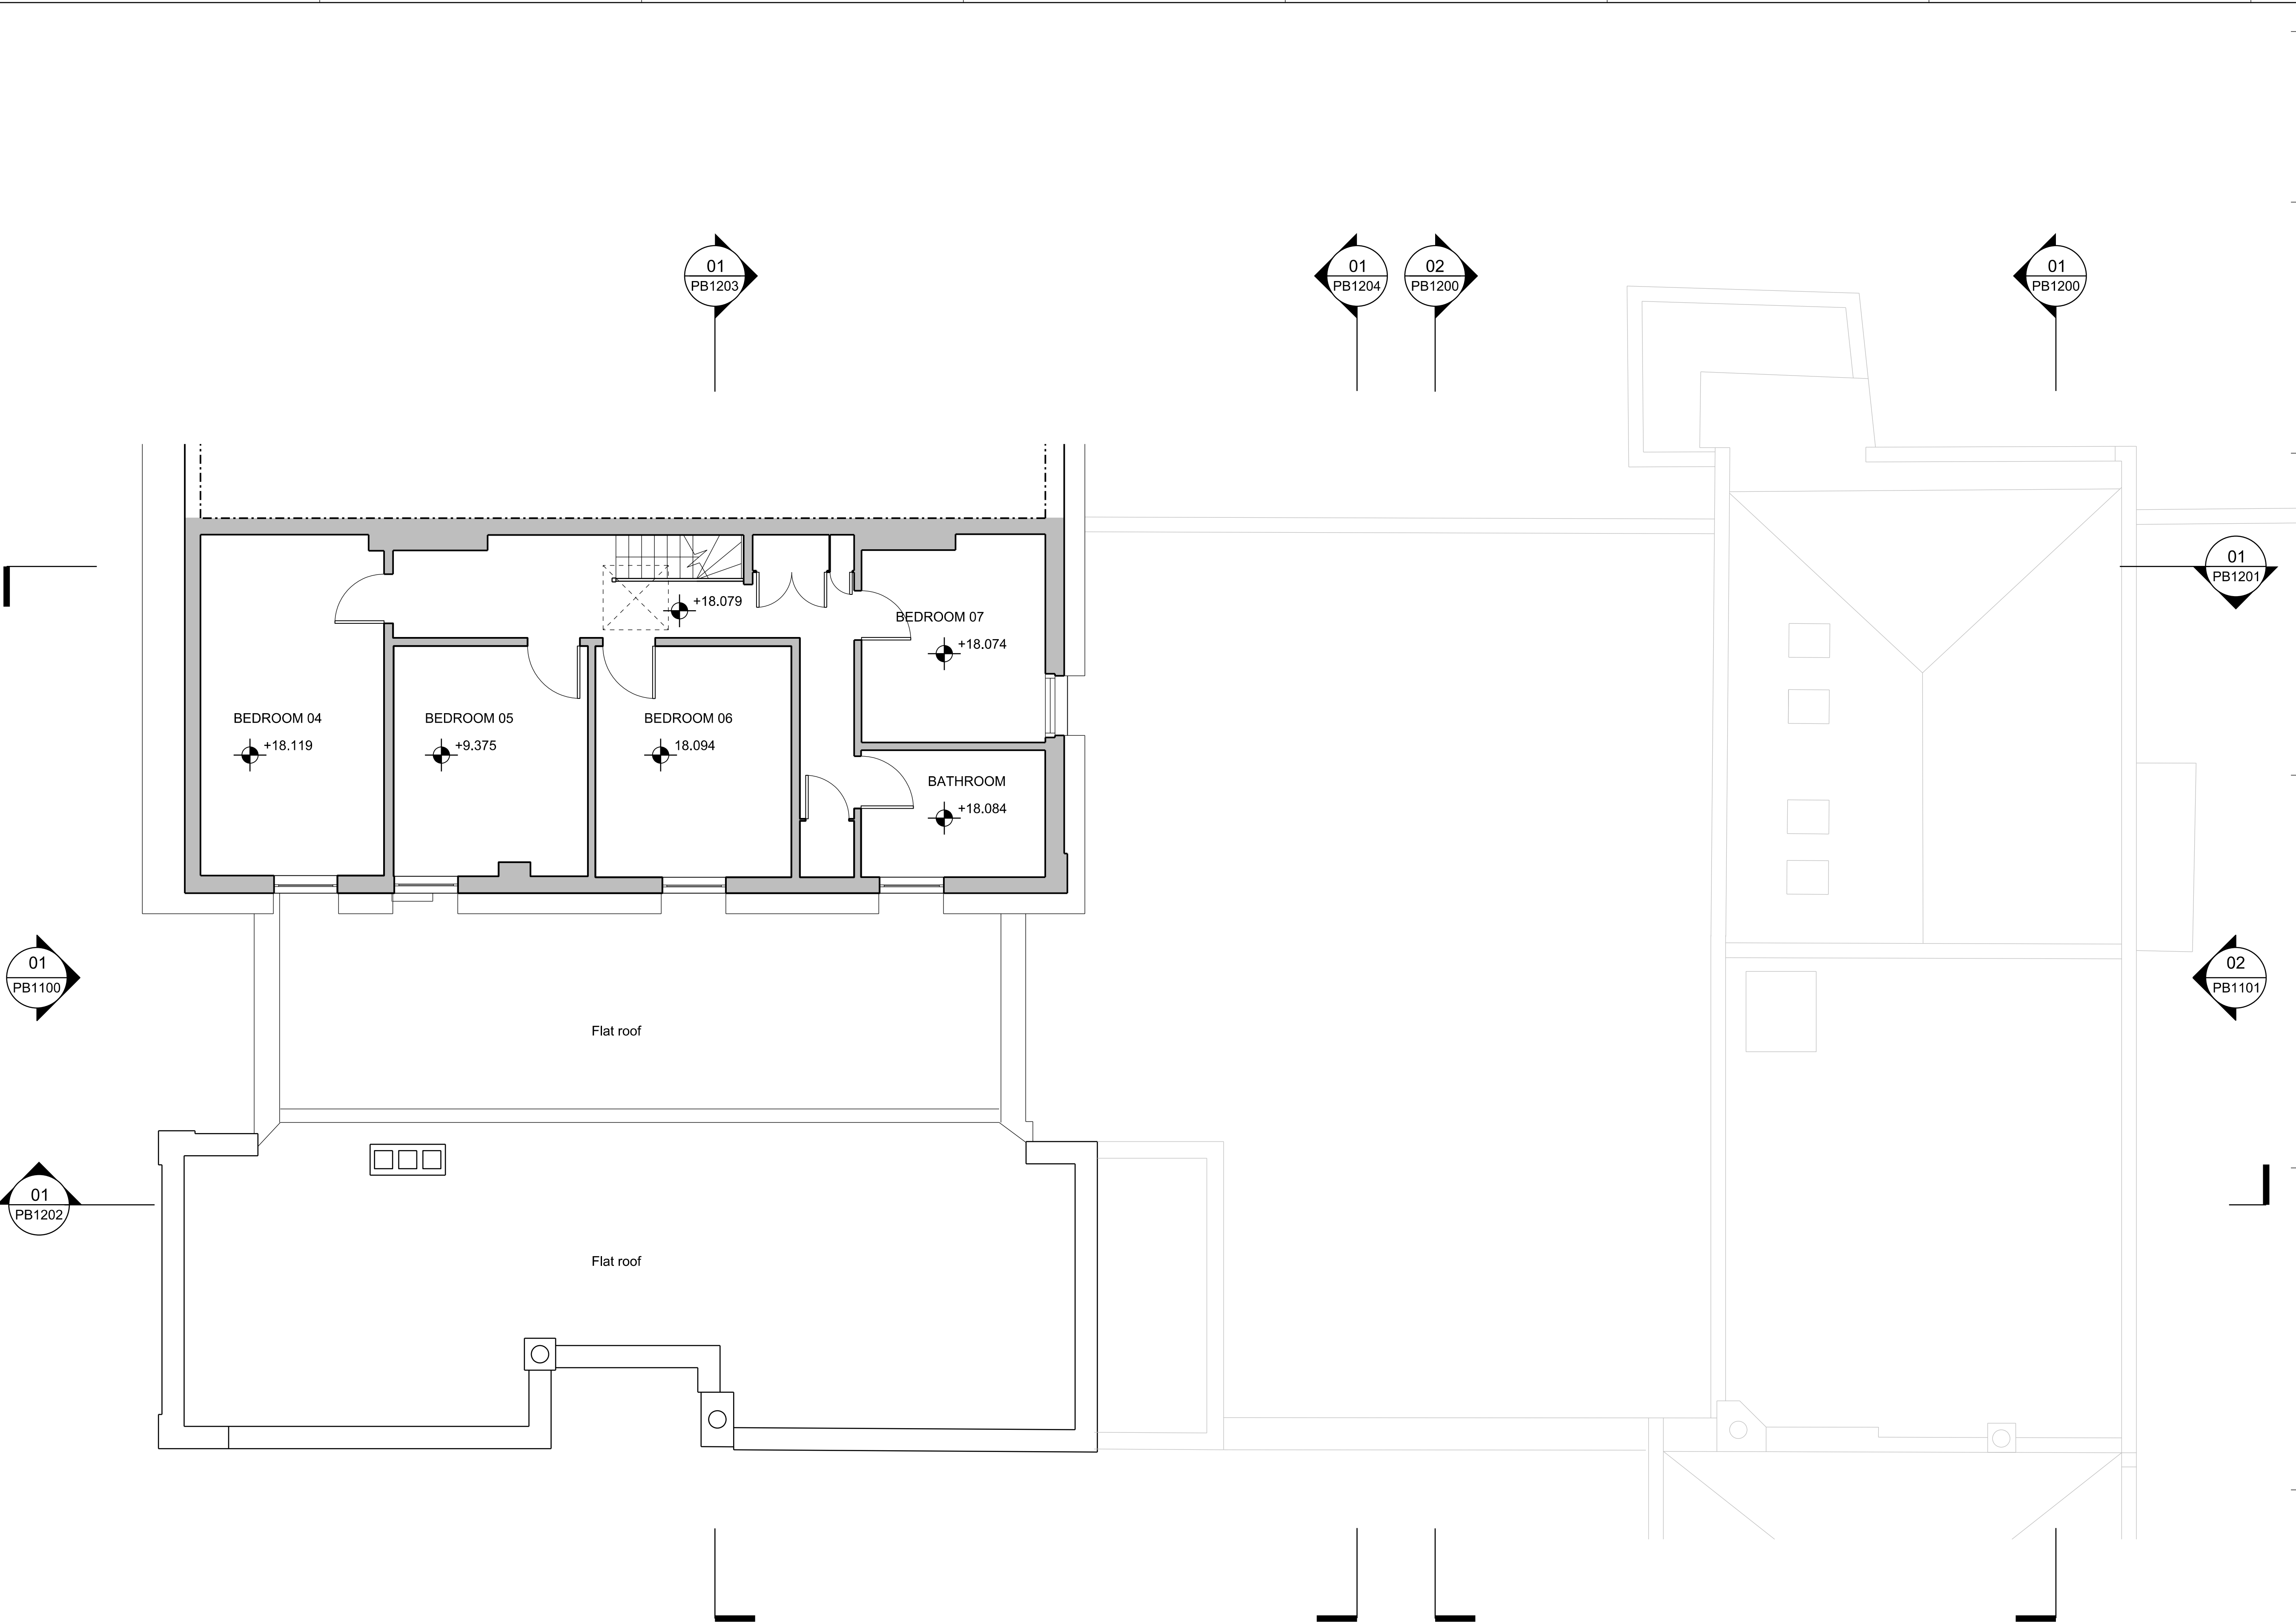 01
PB1203
01
PB1204
02
PB1200
01
PB1200
01
PB1201
+18.079
BEDROOM 07
+18.074
BEDROOM 04
+18.119
BEDROOM 05
+9.375
BEDROOM 06
18.094
BATHROOM
+18.084
01
PB1100
02
PB1101
Flat roof
01
PB1202
Flat roof